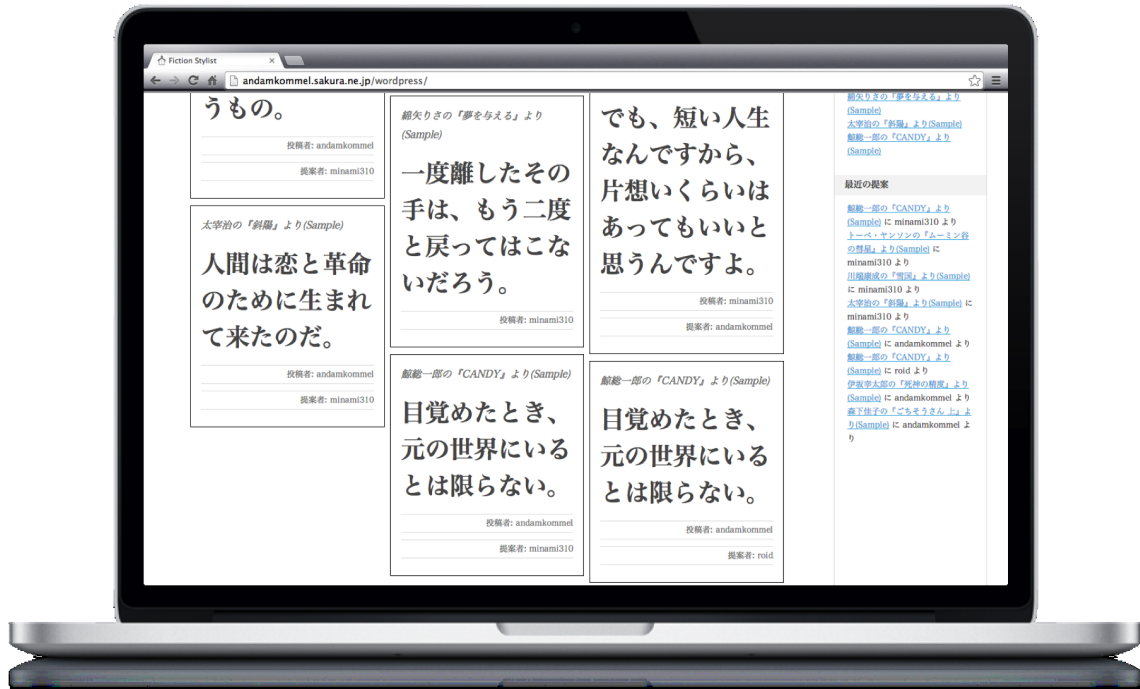 Fiction Stylist
andamkommel.sakura.ne.jp/wordpress/
うもの。
投稿者: andamkommel
提案者: minami310
太宰治の『斜陽』より(Sample)
人間は恋と革命
のために生まれ
て来たのだ。
投稿者: andamkommel
提案者: minami310
綿矢りさの『夢を与える』より
(Sample)
一度離したその
手は、もう二度
と戻ってはこな
いだろう。
投稿者: minami310
鯨総一郎の『CANDY』より(Sample)
目覚めたとき、
元の世界にいる
とは限らない。
投稿者: andamkommel
提案者: minami310
でも、短い人生
なんですから、
片想いくらいは
あってもいいと
思うんですよ。
投稿者: minami310
提案者: andamkommel
鯨総一郎の『CANDY』より(Sample)
目覚めたとき、
元の世界にいる
とは限らない。
投稿者: andamkommel
提案者: roid
綿矢りさの『夢を与える』より
(Sample)
太宰治の『斜陽』より(Sample)
鯨総一郎の『CANDY』より
(Sample)
最近の提案
鯨総一郎の『CANDY』より
(Sample) に minami310 より
トーベ・ヤンソンの『ムーミン谷
の彗星』より(Sample) に
minami310 より
川端康成の『雪国』より(Sample)
に minami310 より
太宰治の『斜陽』より(Sample) に
minami310 より
鯨総一郎の『CANDY』より
(Sample) に andamkommel より
鯨総一郎の『CANDY』より
(Sample) に roid より
伊坂幸太郎の『死神の精度』より
(Sample) に andamkommel より
森下佳子の『ごちそうさん 上』よ
り(Sample) に andamkommel よ
り